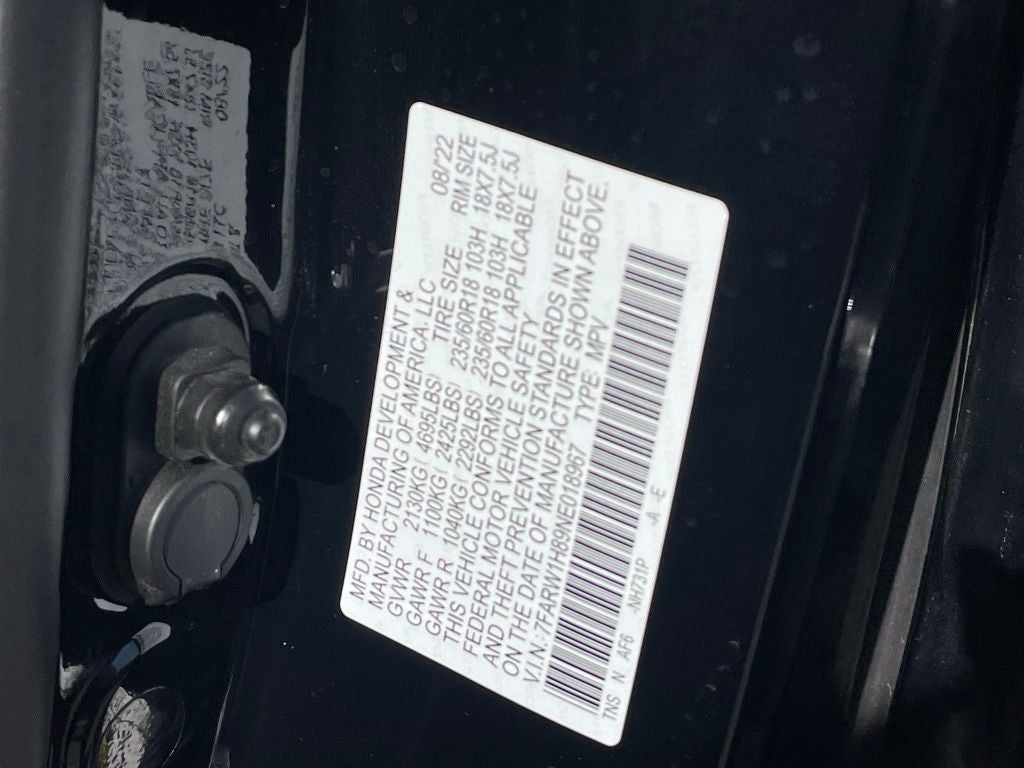 MFD. BY HONDA DEVELOPMENT & 08/22
MANUFACTURING OF AMERICA, LLC
GVWR 2130KG( 4695LBS) TIRE SIZE RIM SIZE
GAWR F 1100KG( 2425LBS) 235/60R18 103H 18X7.5J
GAWR R 1040KG( 2292LBS) 235/60R18 103H 18X7.5J
THIS VEHICLE CONFORMS TO ALL APPLICABLE
FEDERAL MOTOR VEHICLE SAFETY
AND THEFT PREVENTION STANDARDS IN EFFECT
ON THE DATE OF MANUFACTURE SHOWN ABOVE.
V.I.N.: 7FARW1H89NE018967 TYPE: MPV
TNS N AF6 NH731P -A -E